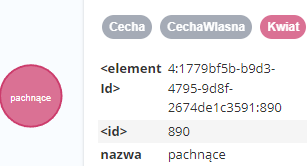 Cecha CechaWlasna Kwiat
pachnące
<element Id> 4:1779bf5b-b9d3-
4795-9d8f-
2674de1c3591:890
<id> 890
nazwa pachnące